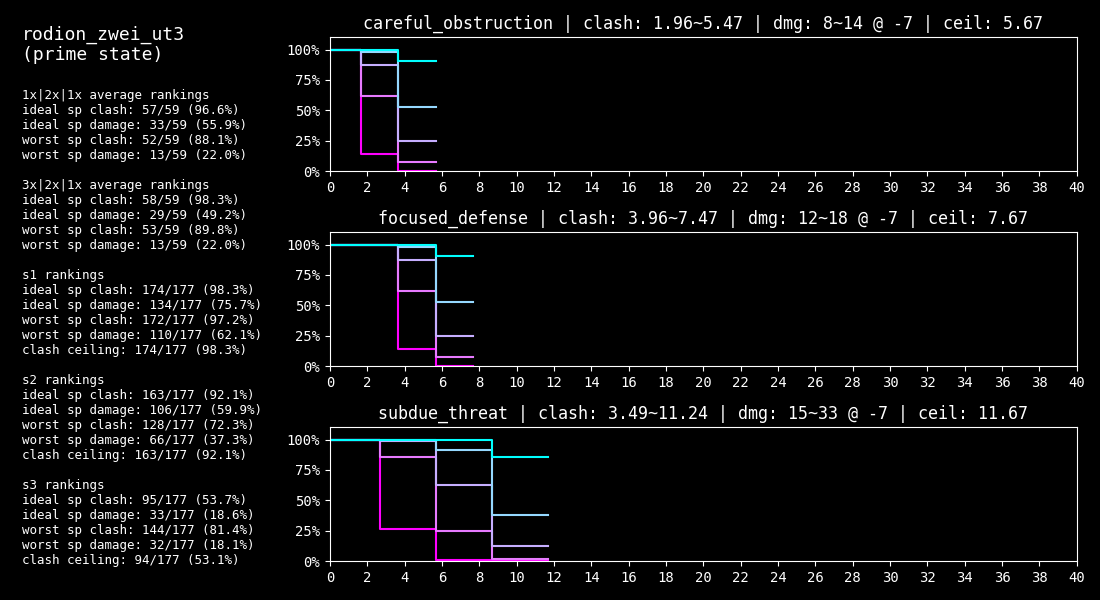 rodion_zwei_ut3
(prime state)
1x|2x|1x average rankings
ideal sp clash: 57/59 (96.6%)
ideal sp damage: 33/59 (55.9%)
worst sp clash: 52/59 (88.1%)
worst sp damage: 13/59 (22.0%)
3x|2x|1x average rankings
ideal sp clash: 58/59 (98.3%)
ideal sp damage: 29/59 (49.2%)
worst sp clash: 53/59 (89.8%)
worst sp damage: 13/59 (22.0%)
s1 rankings
ideal sp clash: 174/177 (98.3%)
ideal sp damage: 134/177 (75.7%)
worst sp clash: 172/177 (97.2%)
worst sp damage: 110/177 (62.1%)
clash ceiling: 174/177 (98.3%)
s2 rankings
ideal sp clash: 163/177 (92.1%)
ideal sp damage: 106/177 (59.9%)
worst sp clash: 128/177 (72.3%)
worst sp damage: 66/177 (37.3%)
clash ceiling: 163/177 (92.1%)
s3 rankings
ideal sp clash: 95/177 (53.7%)
ideal sp damage: 33/177 (18.6%)
worst sp clash: 144/177 (81.4%)
worst sp damage: 32/177 (18.1%)
clash ceiling: 94/177 (53.1%)
careful_obstruction | clash: 1.96~5.47 | dmg: 8~14 @ -7 | ceil: 5.67
100%
75%
50%
25%
0%
0 2 4 6 8 10 12 14 16 18 20 22 24 26 28 30 32 34 36 38 40
focused_defense | clash: 3.96~7.47 | dmg: 12~18 @ -7 | ceil: 7.67
100%
75%
50%
25%
0%
0 2 4 6 8 10 12 14 16 18 20 22 24 26 28 30 32 34 36 38 40
subdue_threat | clash: 3.49~11.24 | dmg: 15~33 @ -7 | ceil: 11.67
100%
75%
50%
25%
0%
0 2 4 6 8 10 12 14 16 18 20 22 24 26 28 30 32 34 36 38 40